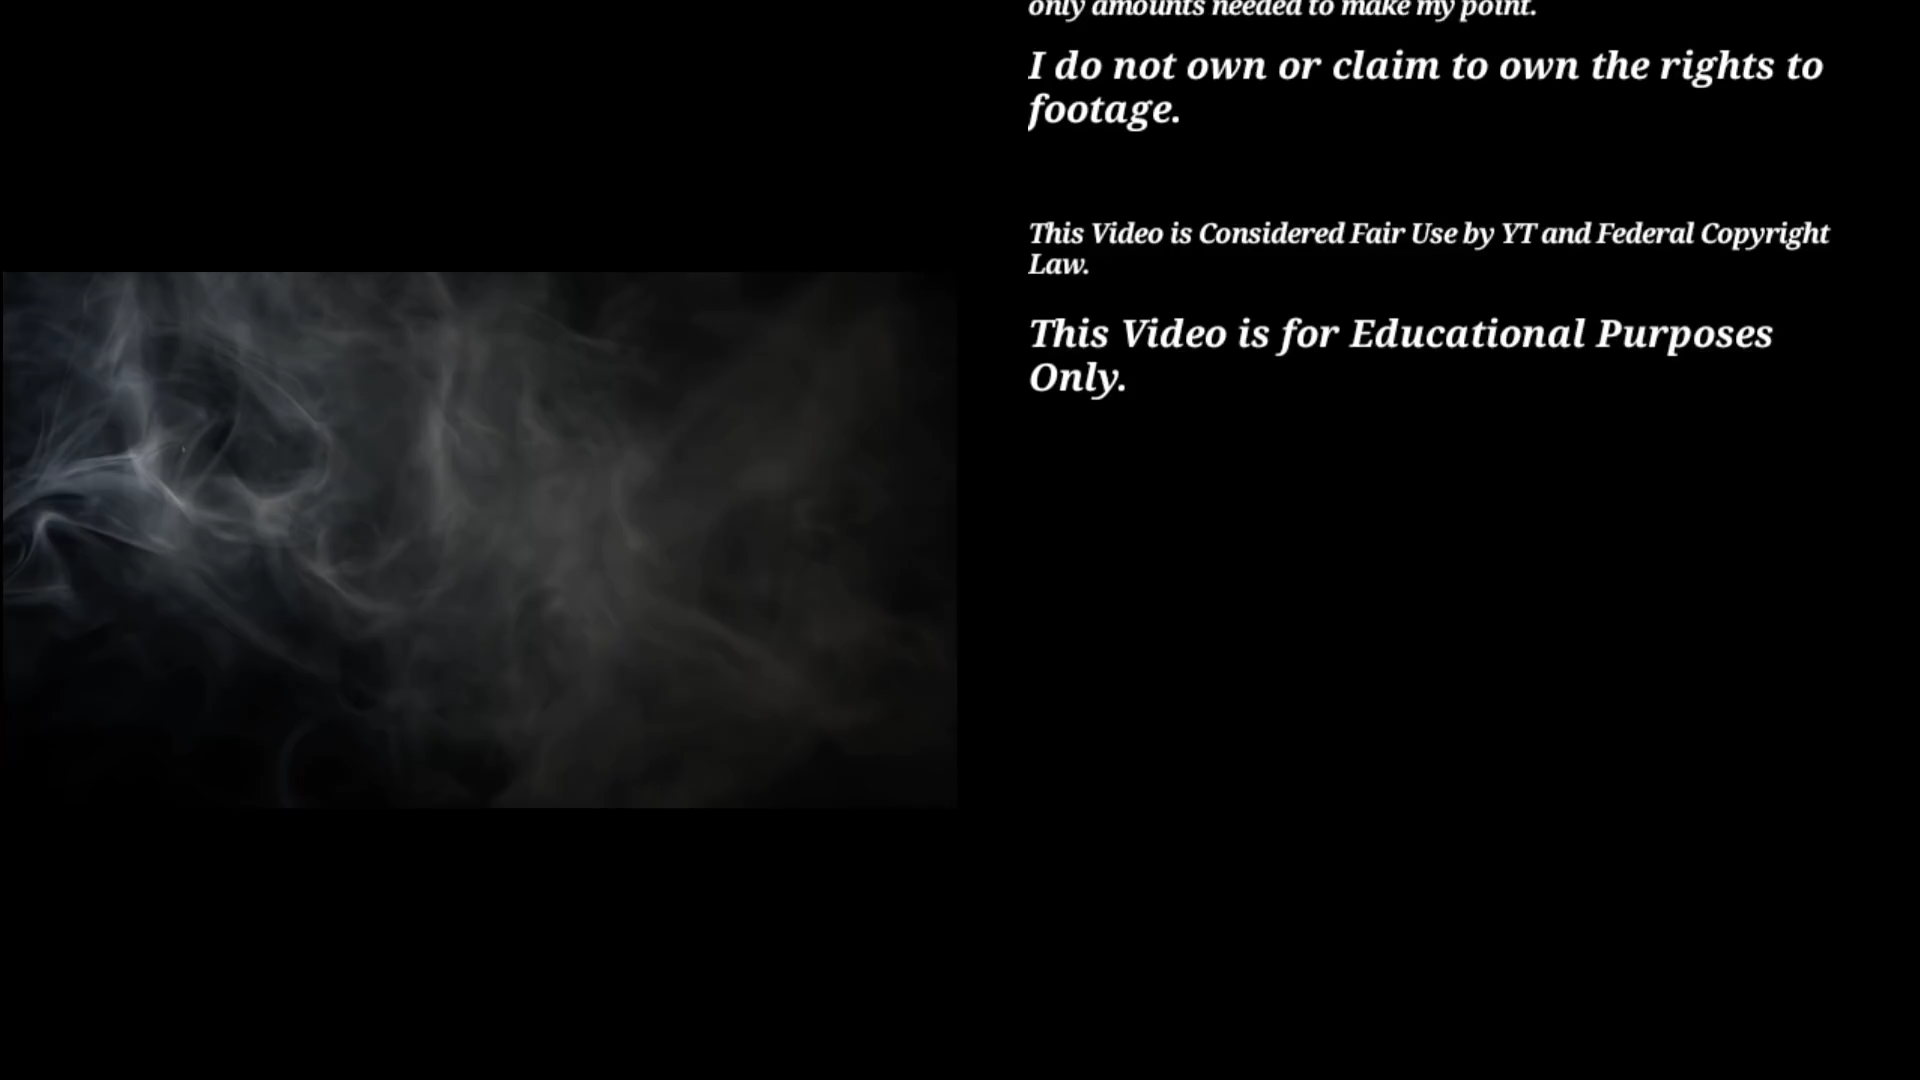 only amounts needed to make my point.
I do not own or claim to own the rights to
footage.
This Video is Considered Fair Use by YT and Federal Copyright
Law.
This Video is for Educational Purposes
Only.